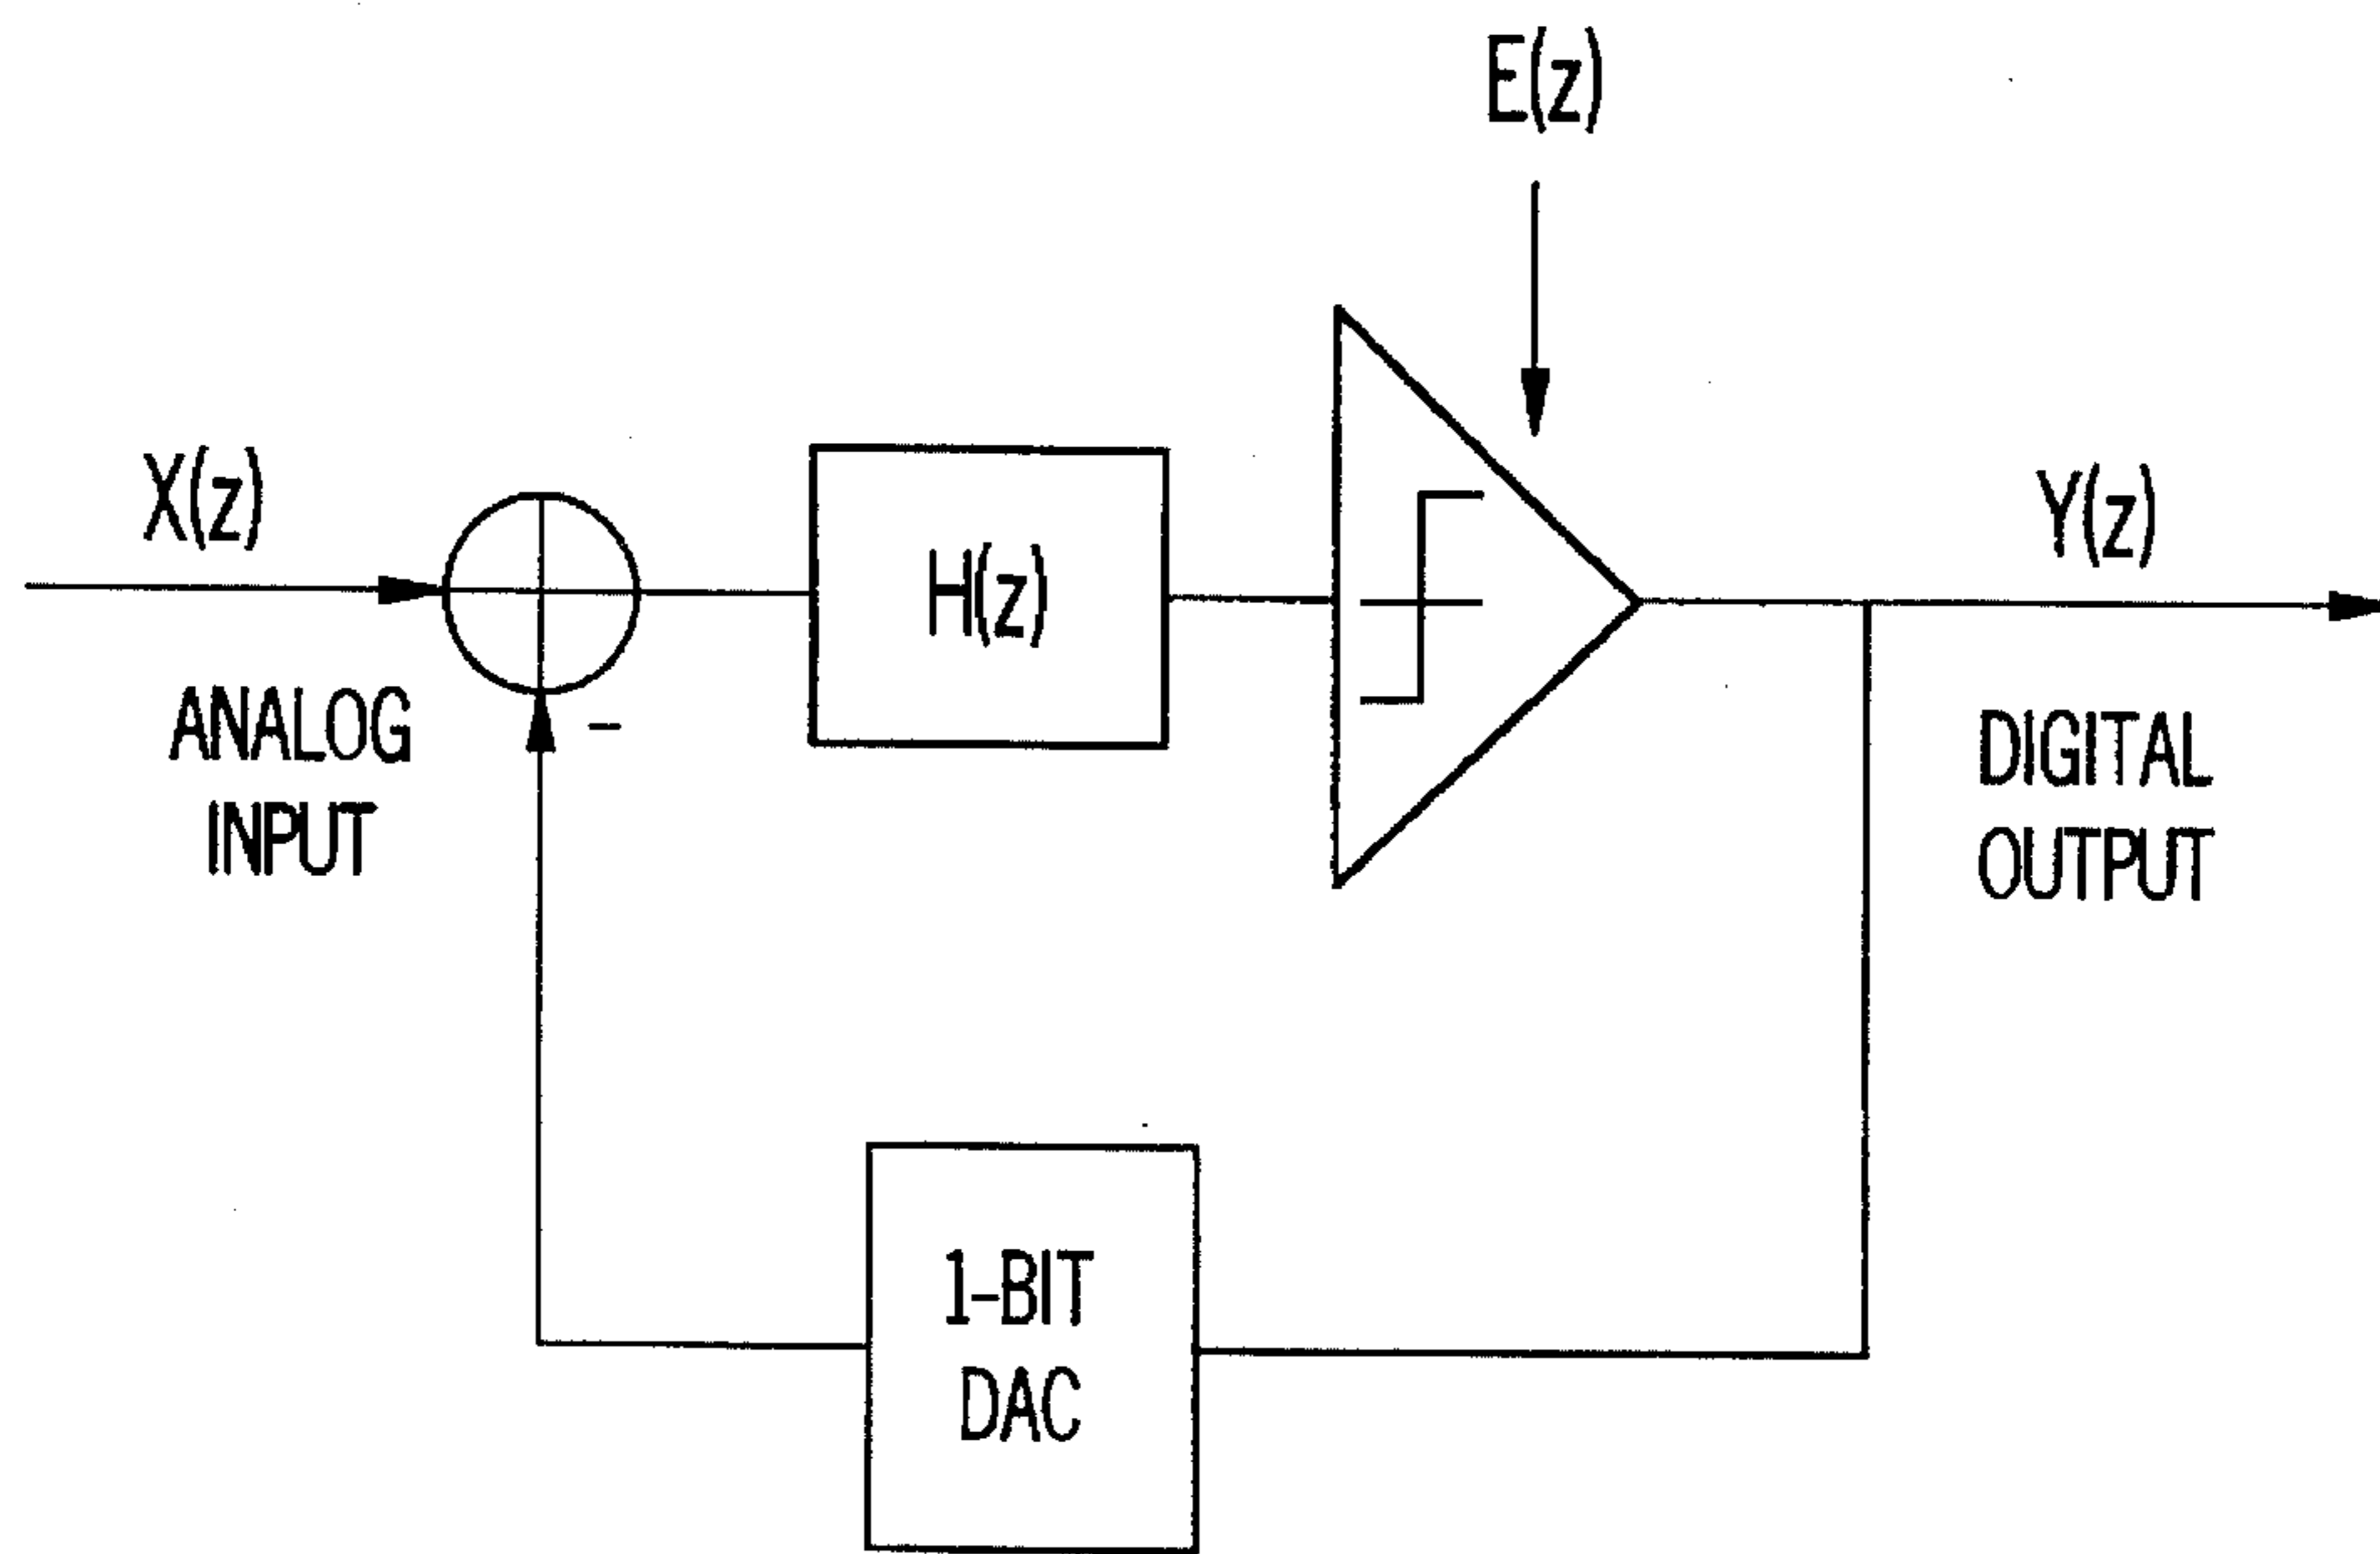 E(z)
X(z)
H(z)
Y(z)
ANALOG
INPUT
-
DIGITAL
OUTPUT
1-BIT
DAC